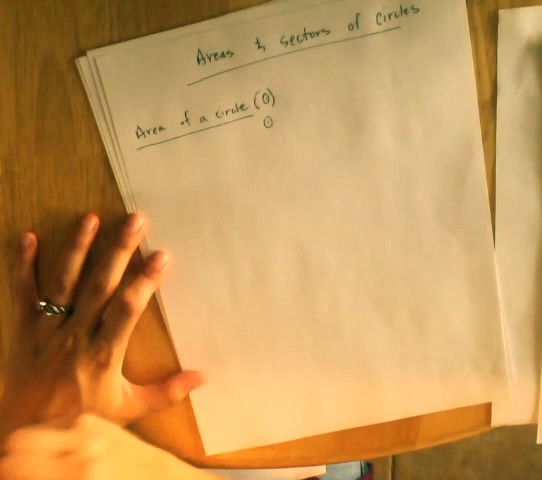 Areas & Sectors of Circles
Area of a circle (O)